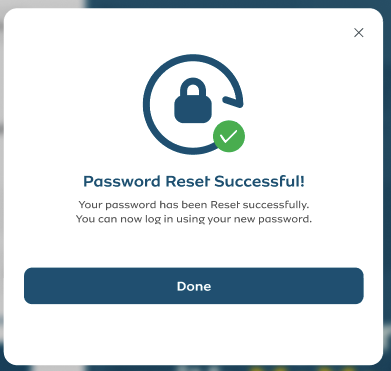 Password Reset Successful!
Your password has been Reset successfully.
You can now log in using your new password.
Done